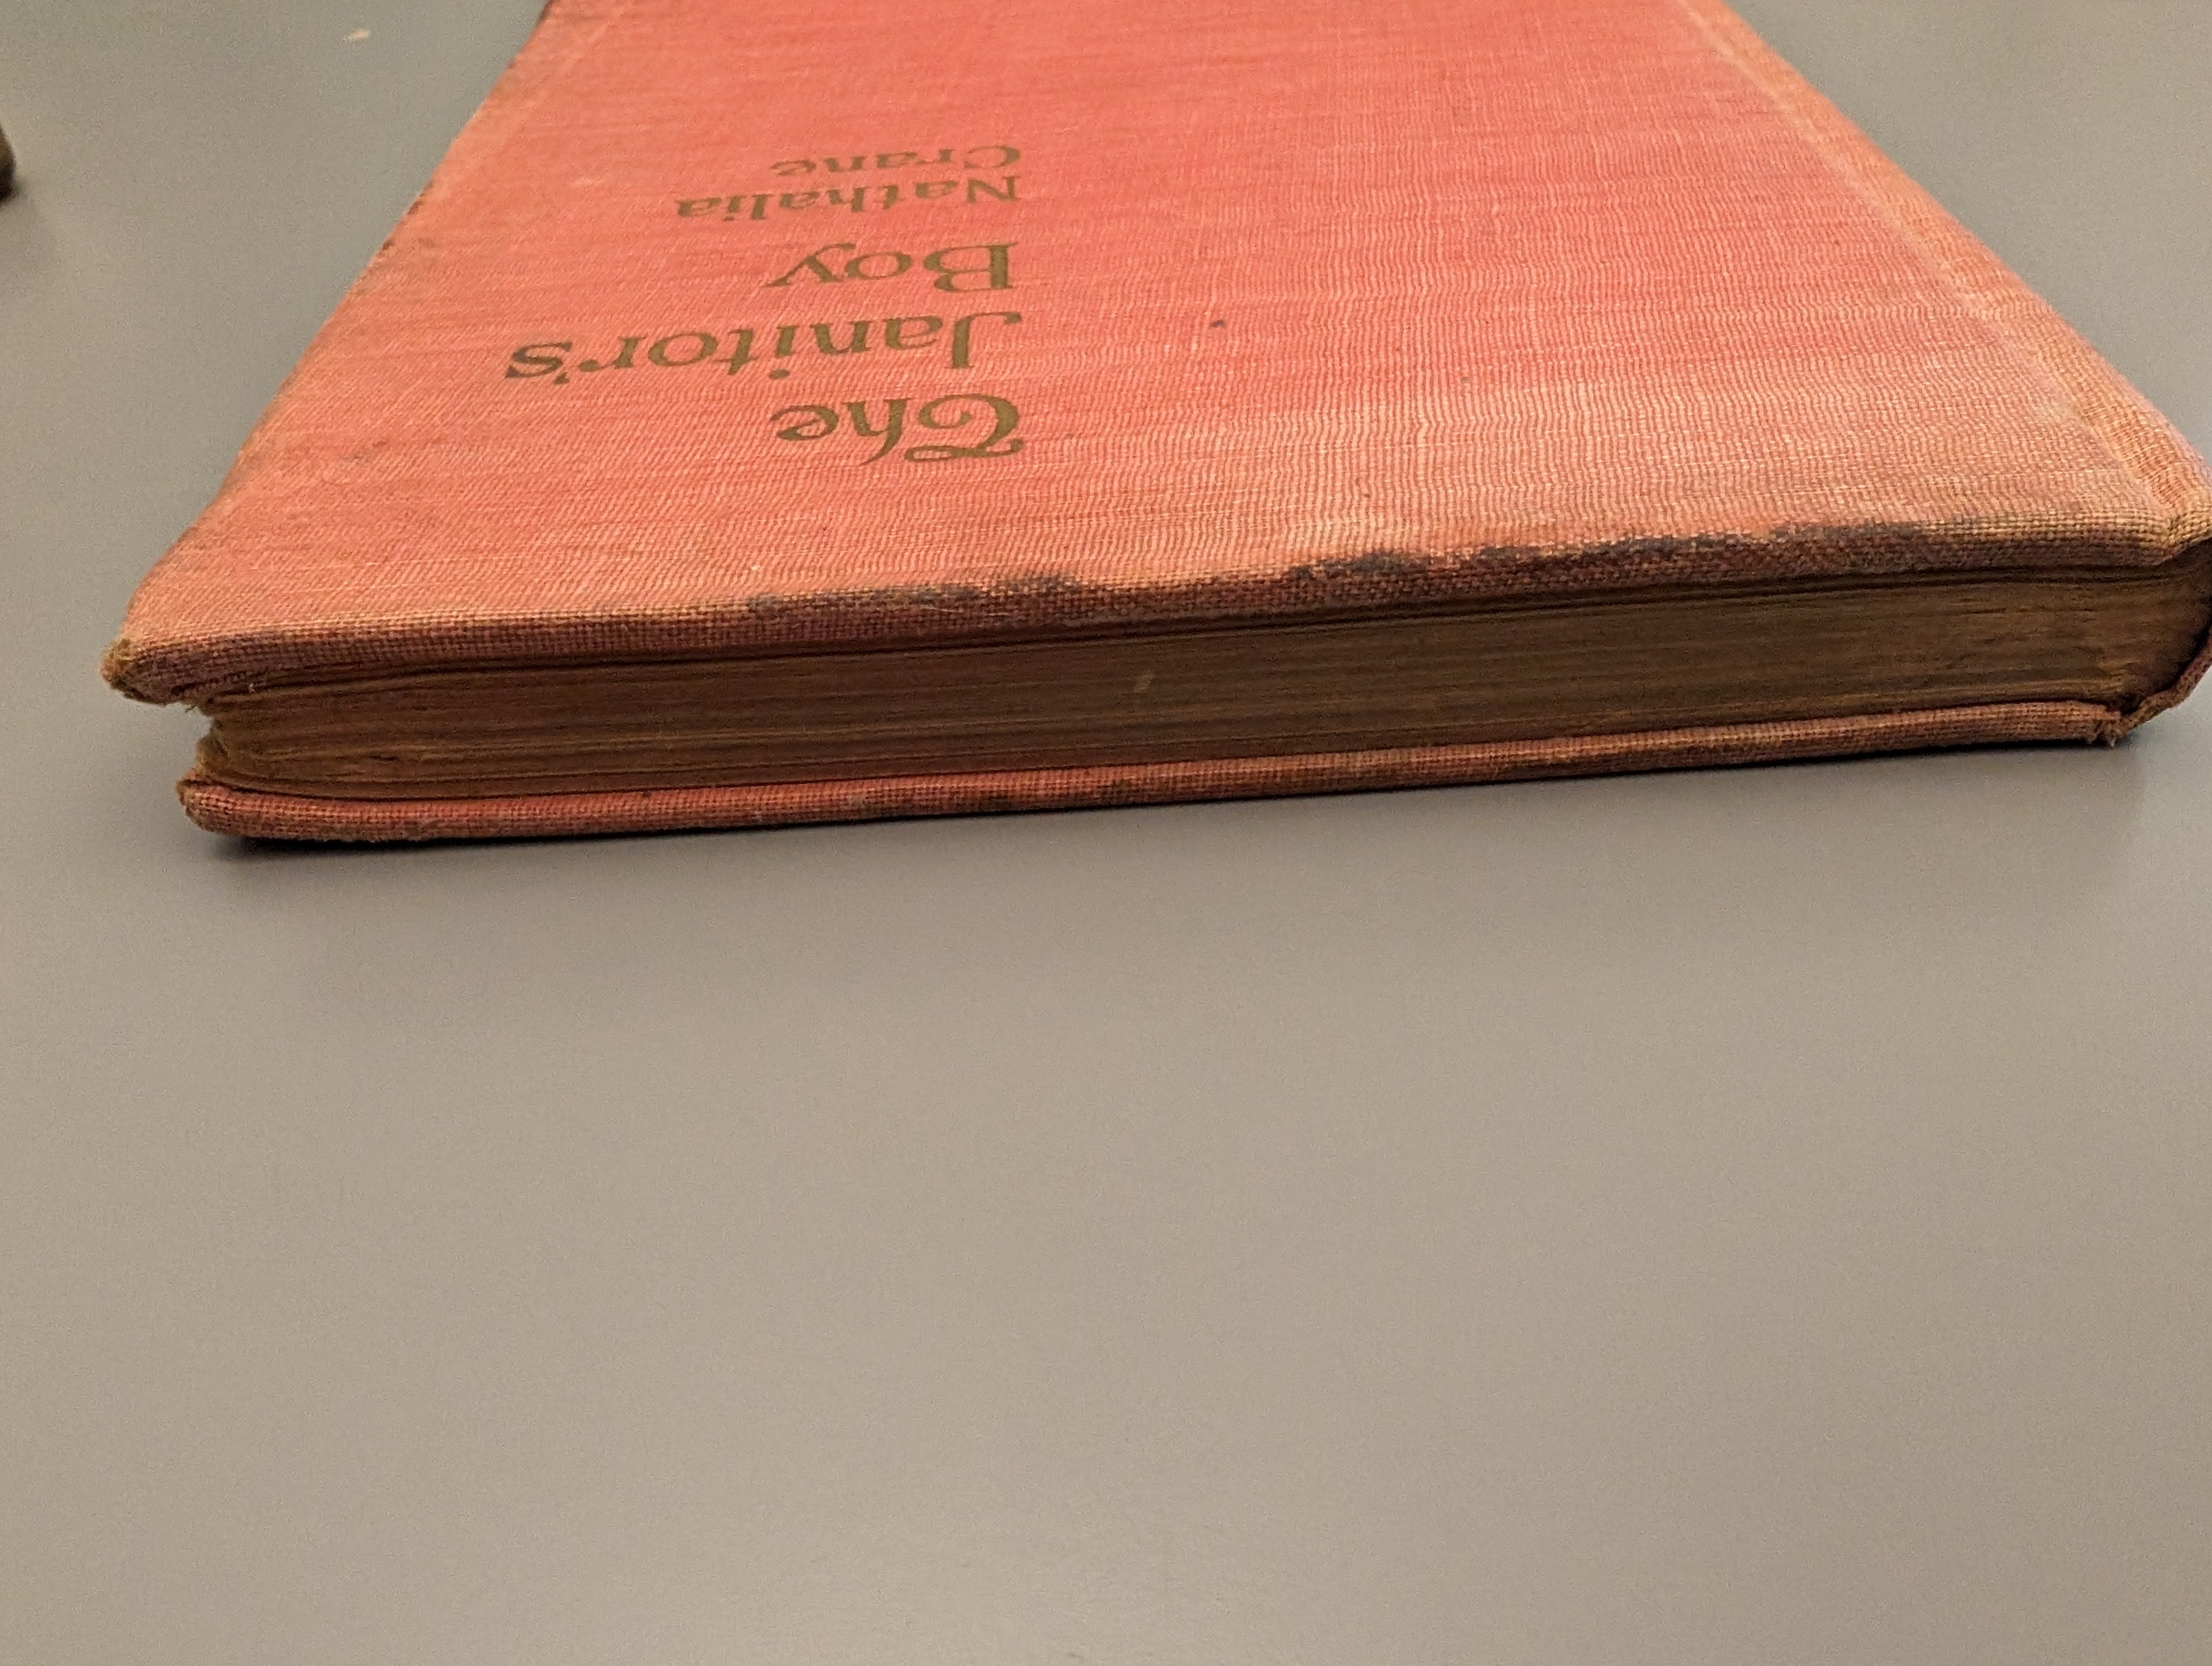 The
Janitor's
Boy
Nathalia
Crane